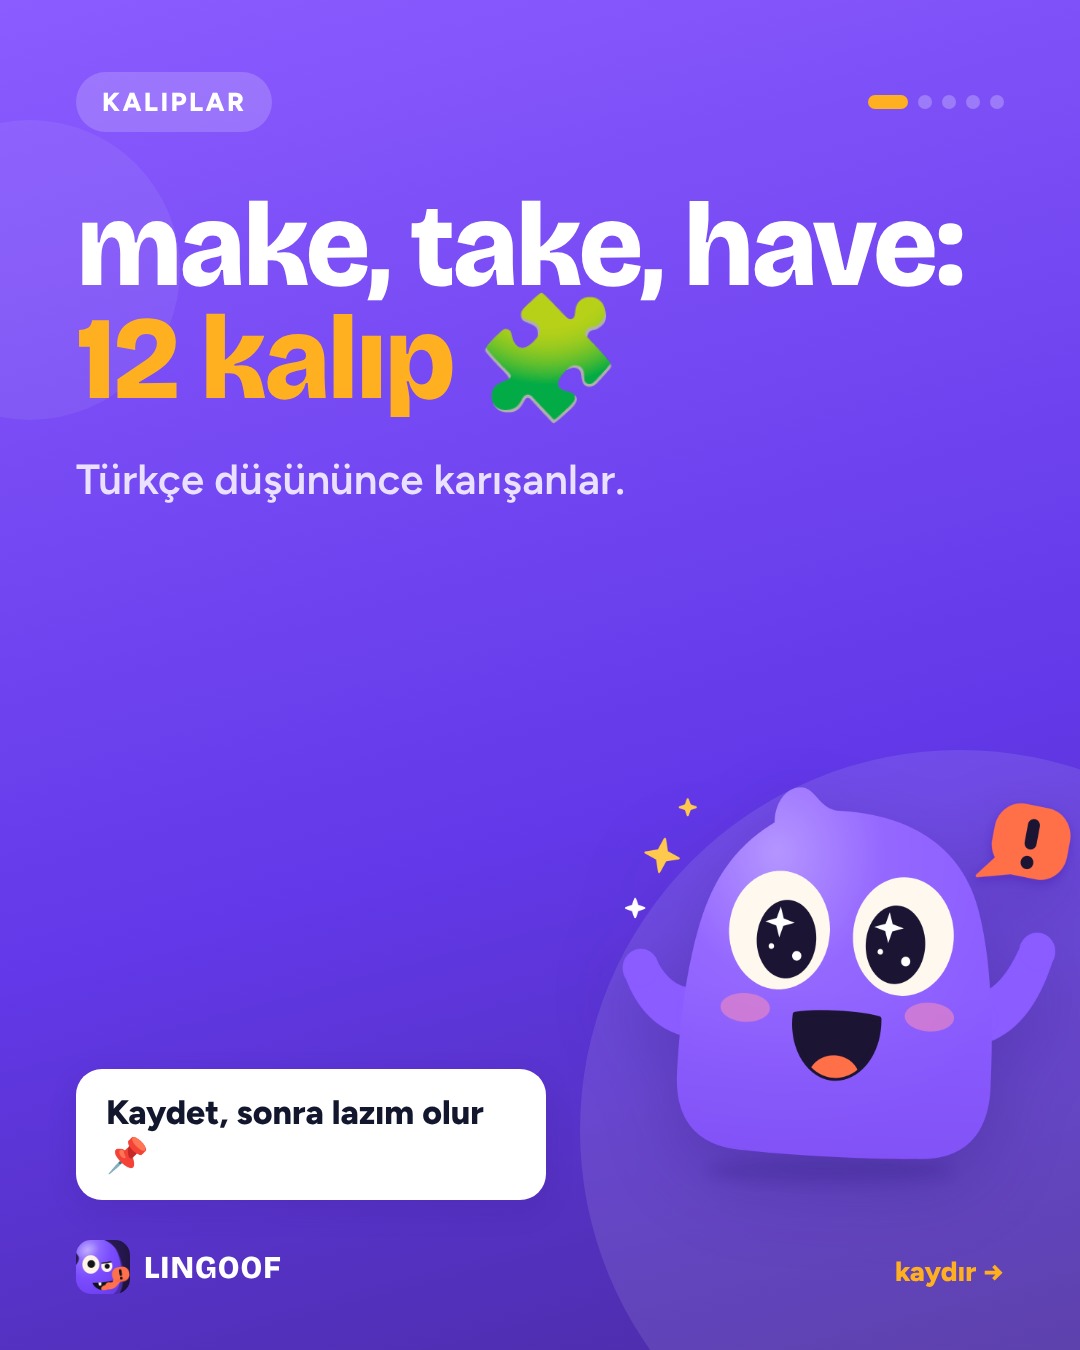 KALIPLAR
make, take, have:
12 kalıp 🧩
Türkçe düşününce karışanlar.
!
Kaydet, sonra lazım olur
📌
LINGOOF
kaydır →